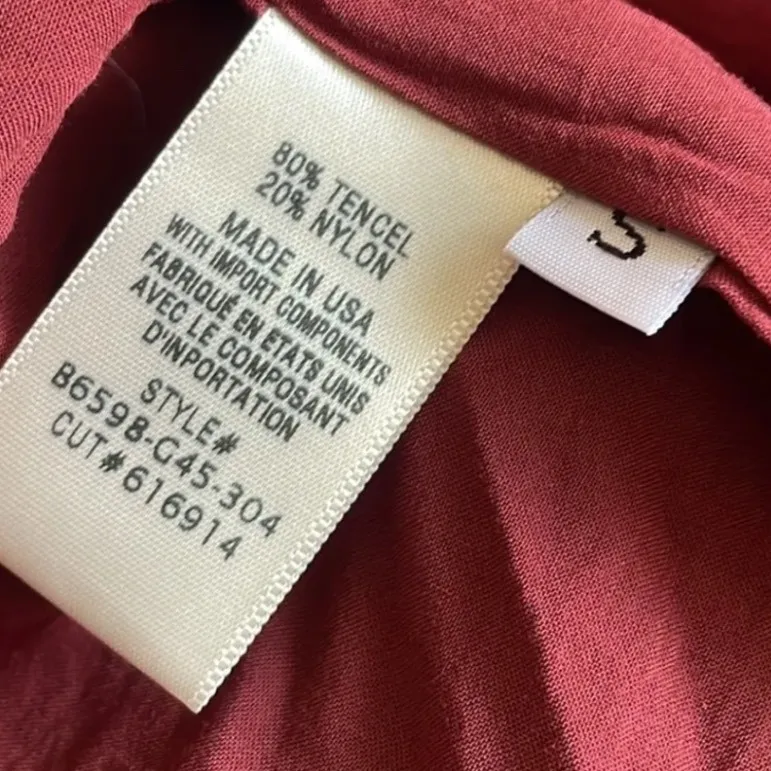 80% TENCEL
20% NYLON
MADE IN USA
WITH IMPORT COMPONENTS
FABRIQUÉ EN ETATS UNIS
AVEC LE COMPOSANT
D'INPORTATION
STYLE#
B6598-G45-304
CUT#616914
S